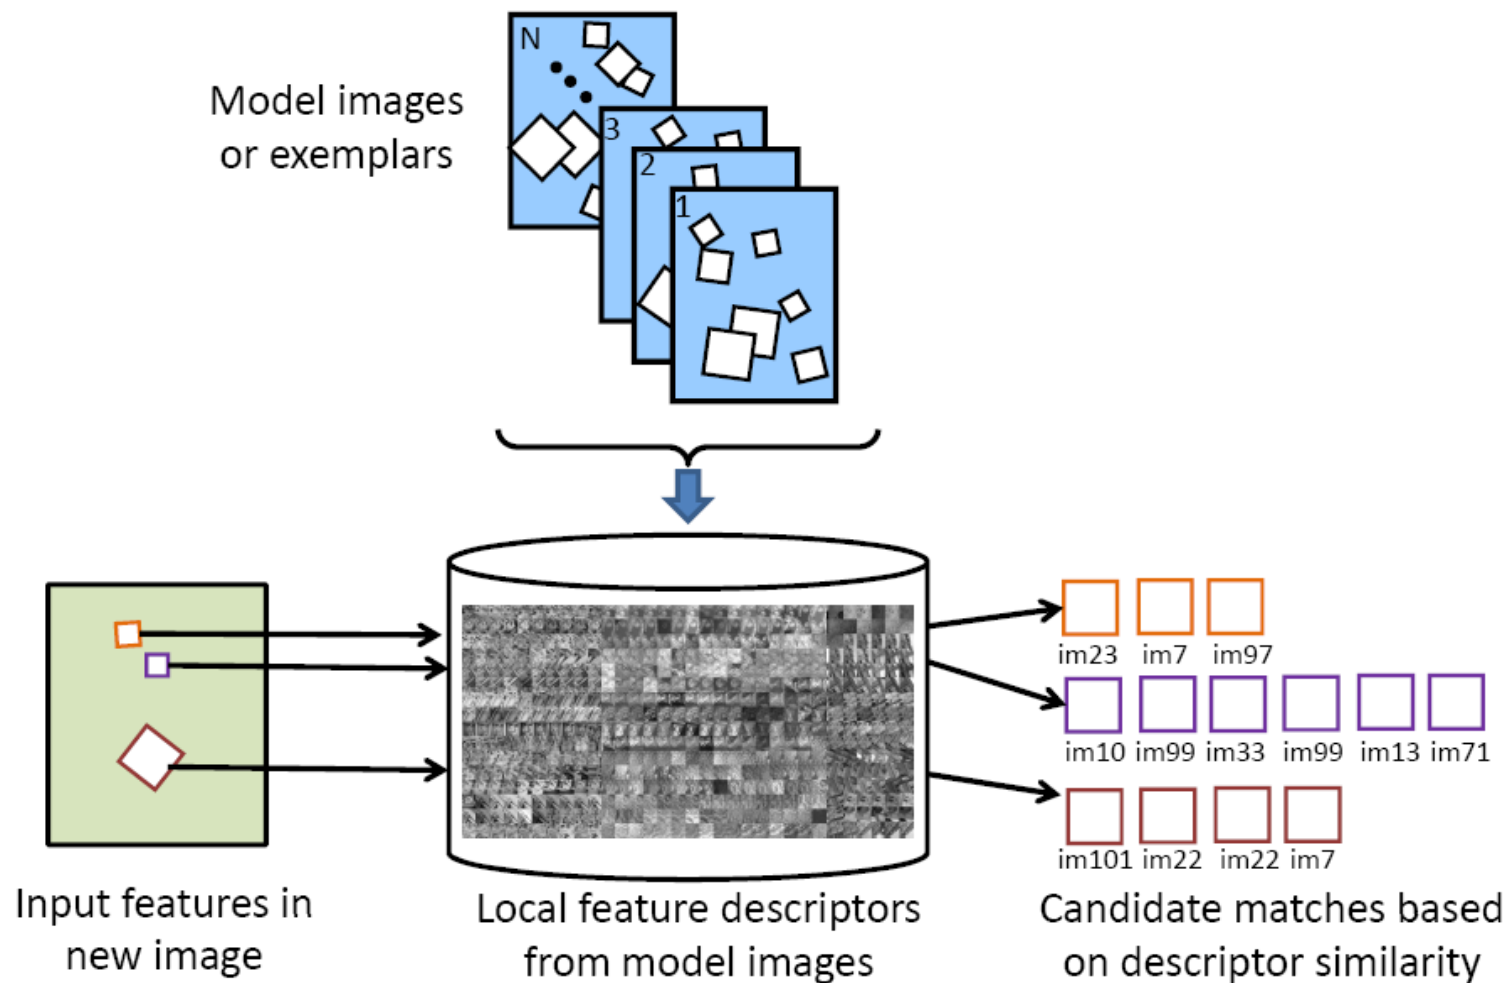 N
Model images
or exemplars
3
2
1
im23 im7 im97
im10 im99 im33 im99 im13 im71
im101 im22 im22 im7
Input features in
new image
Local feature descriptors
from model images
Candidate matches based
on descriptor similarity